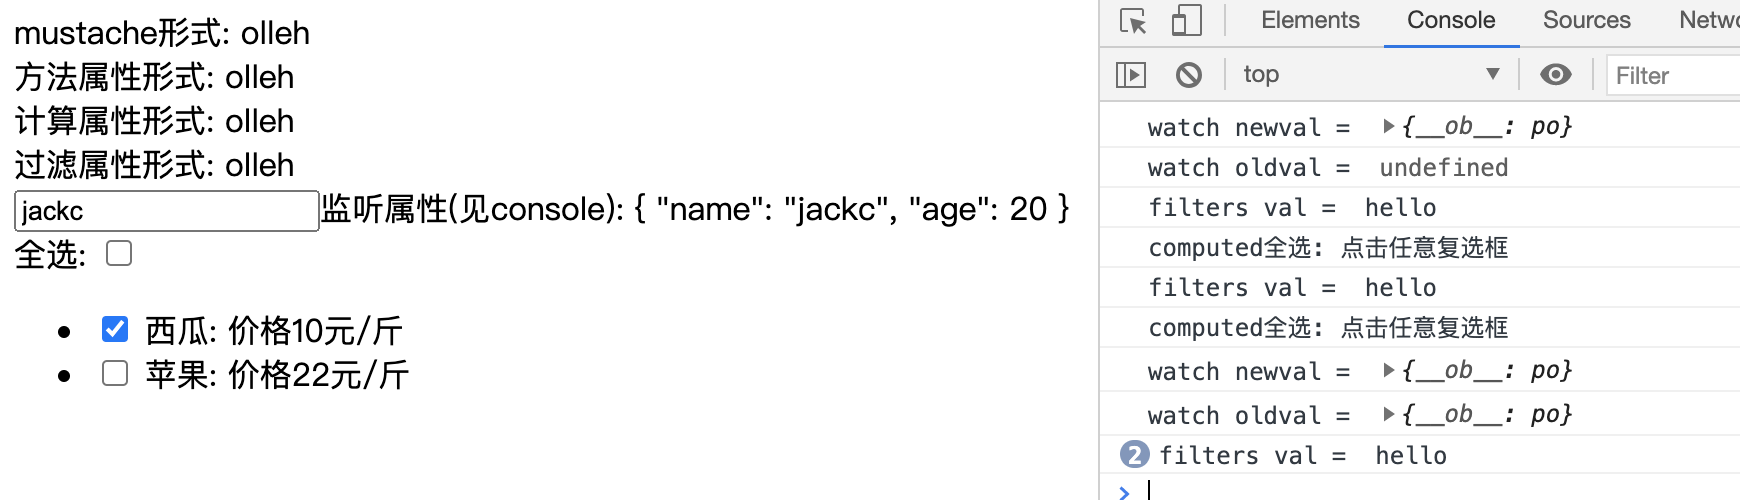 mustache形式: olleh
方法属性形式: olleh
计算属性形式: olleh
过滤属性形式: olleh
jackc监听属性(见console): { "name": "jackc", "age": 20 }
全选:
西瓜: 价格10元/斤
苹果: 价格22元/斤
Elements Console Sources
top Filter
watch newval = {__ob__: po}
watch oldval = undefined
filters val = hello
computed全选: 点击任意复选框
filters val = hello
computed全选: 点击任意复选框
watch newval = {__ob__: po}
watch oldval = {__ob__: po}
2 filters val = hello